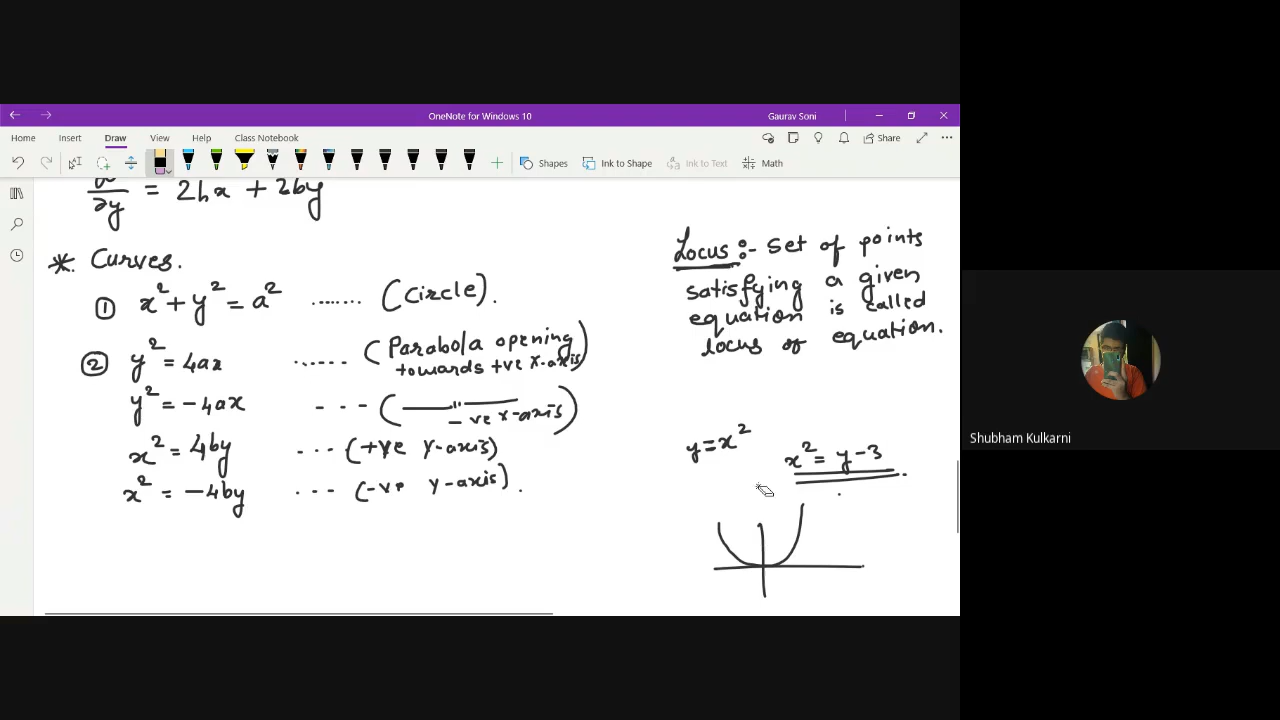 OneNote for Windows 10
Gaurav Soni
Home Insert Draw View Help Class Notebook
Share
Shapes Ink to Shape Ink to Text Math
∂y = 2hx + 2by
* Curves.
① x² + y² = a² ....... (Circle).
② y² = 4ax ...... (Parabola opening
towards +ve x-axis)
y² = -4ax - - - (—"— -ve x-axis)
x² = 4by - - - (+ve y-axis)
x² = -4by - - - (-ve y-axis).
Locus :- Set of points
satisfying a given
equation is called
locus of equation.
y = x²
x² = y - 3
Shubham Kulkarni